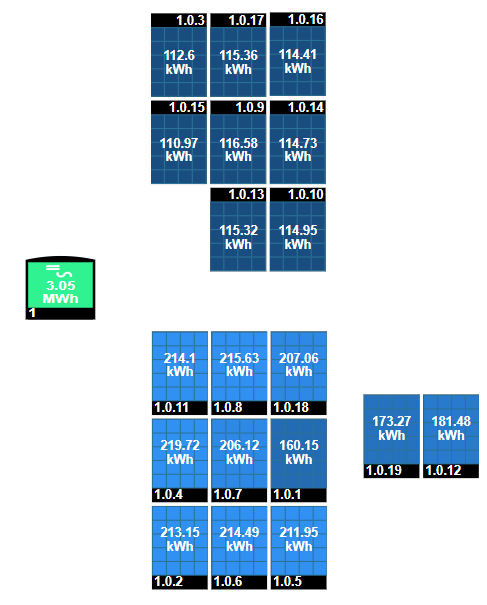 1.0.3 1.0.17 1.0.16
112.6 115.36 114.41
kWh kWh kWh
1.0.15 1.0.9 1.0.14
110.97 116.58 114.73
kWh kWh kWh
1.0.13 1.0.10
115.32 114.95
kWh kWh
3.05
MWh
1
214.1 215.63 207.06
kWh kWh kWh
1.0.11 1.0.8 1.0.18
219.72 206.12 160.15
kWh kWh kWh
1.0.4 1.0.7 1.0.1
173.27 181.48
kWh kWh
1.0.19 1.0.12
213.15 214.49 211.95
kWh kWh kWh
1.0.2 1.0.6 1.0.5